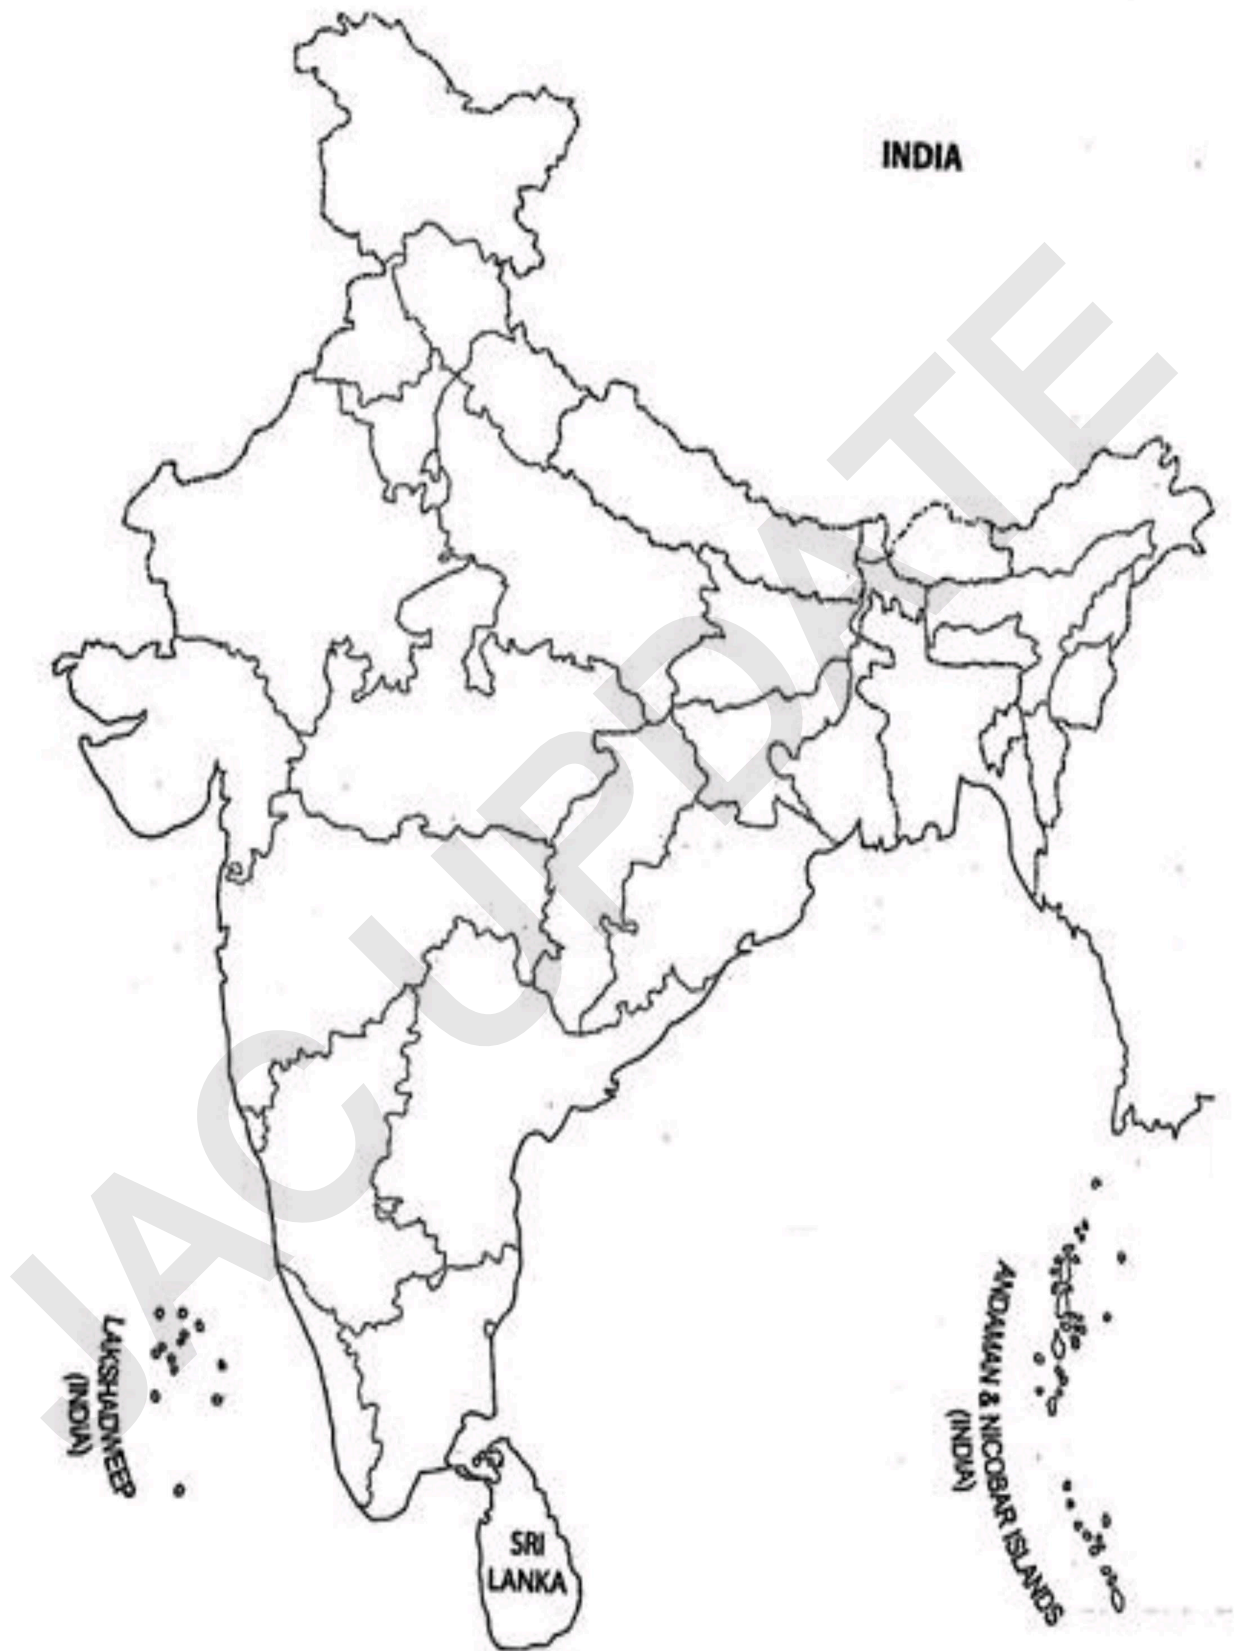 INDIA
JAC UPDATE
LAKSHADWEEP
(INDIA)
ANDAMAN & NICOBAR ISLANDS
(INDIA)
SRI
LANKA